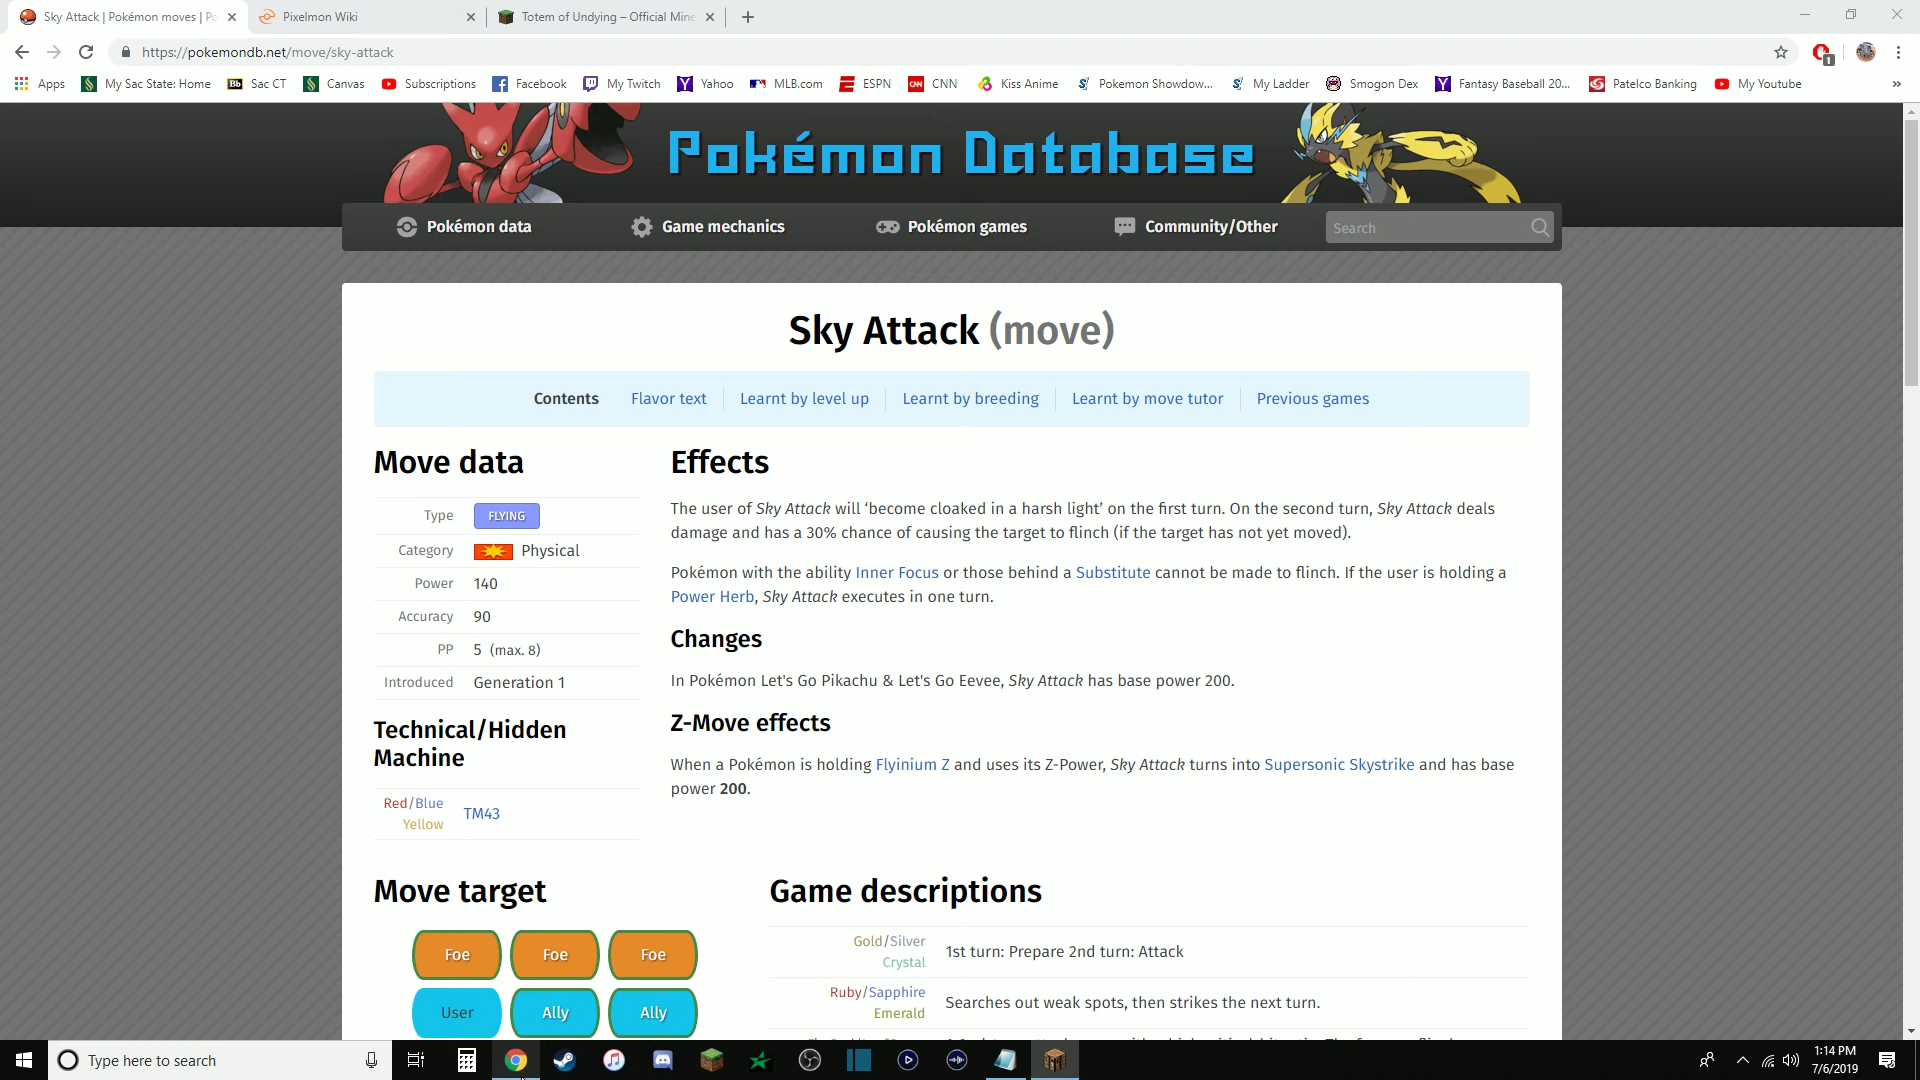 Sky Attack | Pokémon moves | Po
Pixelmon Wiki
Totem of Undying – Official Mine
https://pokemondb.net/move/sky-attack
1
Apps
My Sac State: Home
Bb
Sac CT
Canvas
Subscriptions
Facebook
My Twitch
Yahoo
MLB.com
ESPN
CNN
Kiss Anime
Pokemon Showdow...
My Ladder
Smogon Dex
Fantasy Baseball 20...
Patelco Banking
My Youtube
»
Pokémon Database
Pokémon data
Game mechanics
Pokémon games
Community/Other
Search
Sky Attack (move)
Contents
Flavor text
Learnt by level up
Learnt by breeding
Learnt by move tutor
Previous games
Move data
Type FLYING
Category Physical
Power 140
Accuracy 90
PP 5 (max. 8)
Introduced Generation 1
Technical/Hidden
Machine
Red/Blue
Yellow
TM43
Effects
The user of Sky Attack will ‘become cloaked in a harsh light’ on the first turn. On the second turn, Sky Attack deals
damage and has a 30% chance of causing the target to flinch (if the target has not yet moved).
Pokémon with the ability Inner Focus or those behind a Substitute cannot be made to flinch. If the user is holding a
Power Herb, Sky Attack executes in one turn.
Changes
In Pokémon Let's Go Pikachu & Let's Go Eevee, Sky Attack has base power 200.
Z-Move effects
When a Pokémon is holding Flyinium Z and uses its Z-Power, Sky Attack turns into Supersonic Skystrike and has base
power 200.
Move target
Foe Foe Foe
User Ally Ally
Game descriptions
Gold/Silver
Crystal
1st turn: Prepare 2nd turn: Attack
Ruby/Sapphire
Emerald
Searches out weak spots, then strikes the next turn.
Type here to search
1:14 PM
7/6/2019